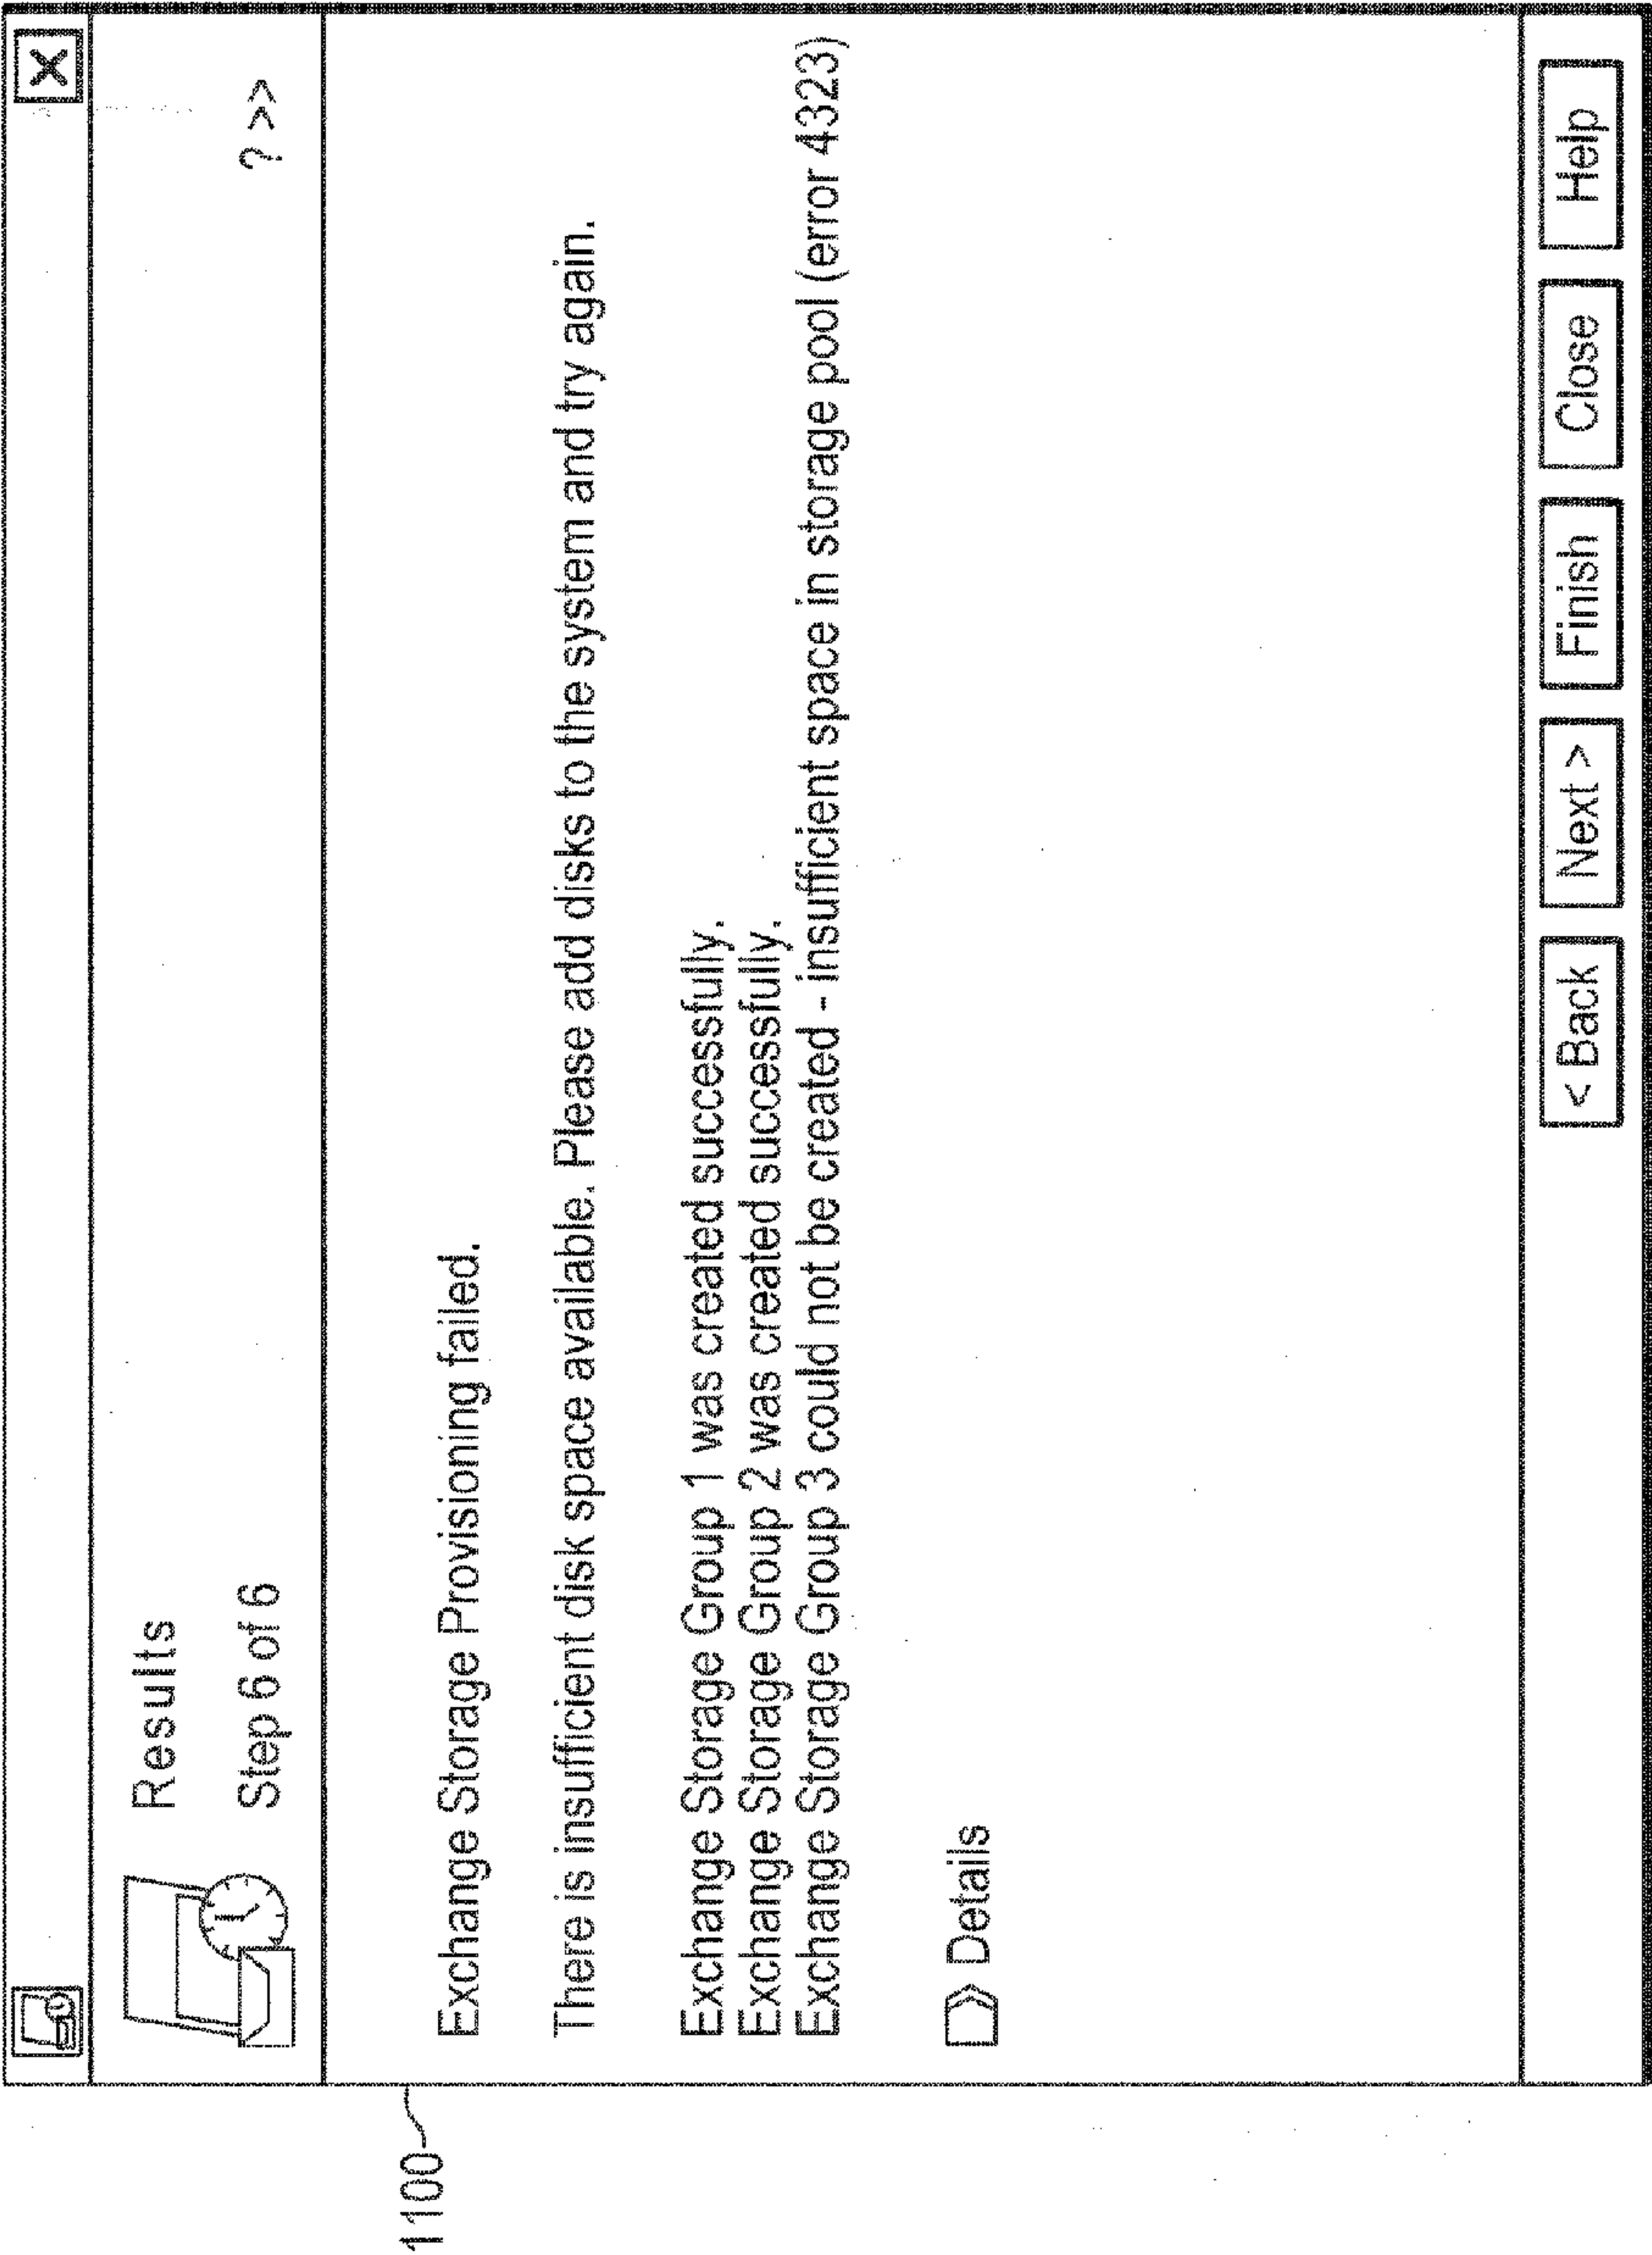 X
Results
Step 6 of 6
? >>
Exchange Storage Provisioning failed.
There is insufficient disk space available. Please add disks to the system and try again.
Exchange Storage Group 1 was created successfully.
Exchange Storage Group 2 was created successfully.
Exchange Storage Group 3 could not be created - insufficient space in storage pool (error 4323)
Details
< Back
Next >
Finish
Close
Help
1100